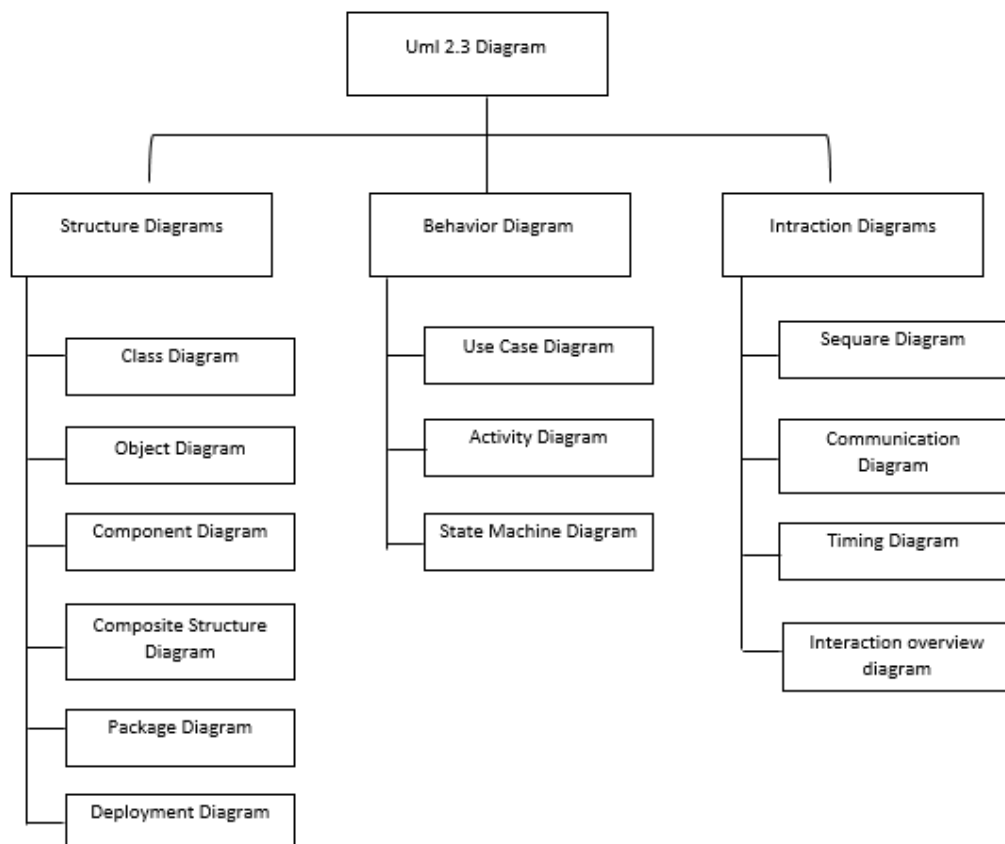 Uml 2.3 Diagram
Structure Diagrams
Behavior Diagram
Intraction Diagrams
Class Diagram
Object Diagram
Component Diagram
Composite Structure
Diagram
Package Diagram
Deployment Diagram
Use Case Diagram
Activity Diagram
State Machine Diagram
Sequare Diagram
Communication
Diagram
Timing Diagram
Interaction overview
diagram